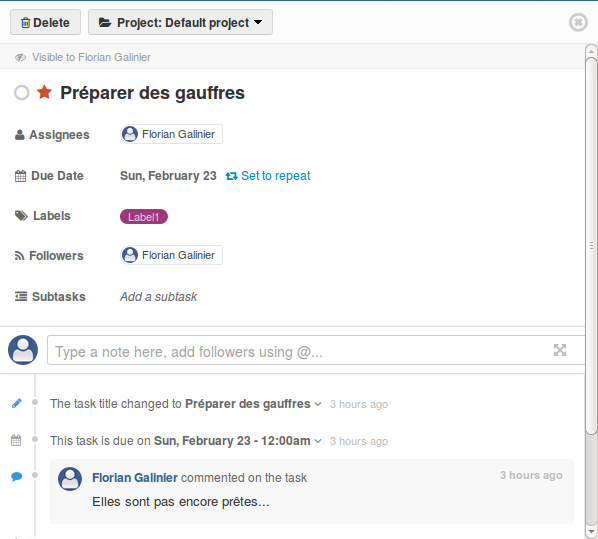 Delete Project: Default project
Visible to Florian Galinier
Préparer des gauffres
Assignees Florian Galinier
Due Date Sun, February 23 Set to repeat
Labels Label1
Followers Florian Galinier
Subtasks Add a subtask
Type a note here, add followers using @...
The task title changed to Préparer des gauffres 3 hours ago
This task is due on Sun, February 23 - 12:00am 3 hours ago
Florian Galinier commented on the task 3 hours ago
Elles sont pas encore prêtes...